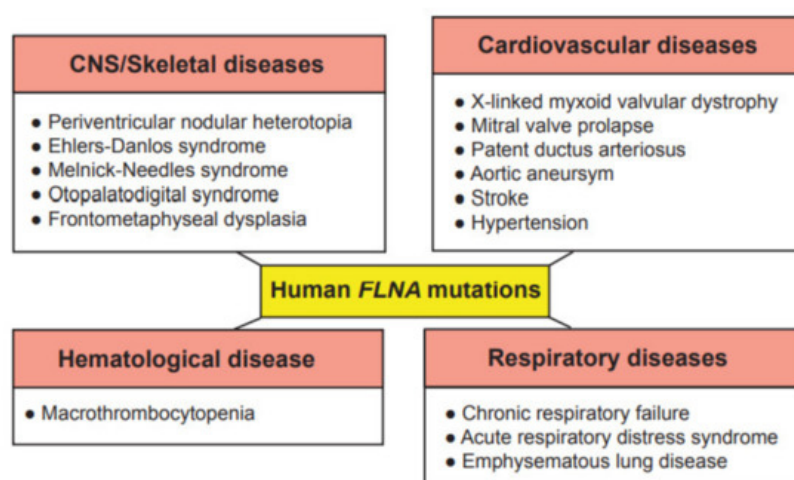 CNS/Skeletal diseases
● Periventricular nodular heterotopia
● Ehlers-Danlos syndrome
● Melnick-Needles syndrome
● Otopalatodigital syndrome
● Frontometaphyseal dysplasia
Cardiovascular diseases
● X-linked myxoid valvular dystrophy
● Mitral valve prolapse
● Patent ductus arteriosus
● Aortic aneursym
● Stroke
● Hypertension
Human FLNA mutations
Hematological disease
● Macrothrombocytopenia
Respiratory diseases
● Chronic respiratory failure
● Acute respiratory distress syndrome
● Emphysematous lung disease